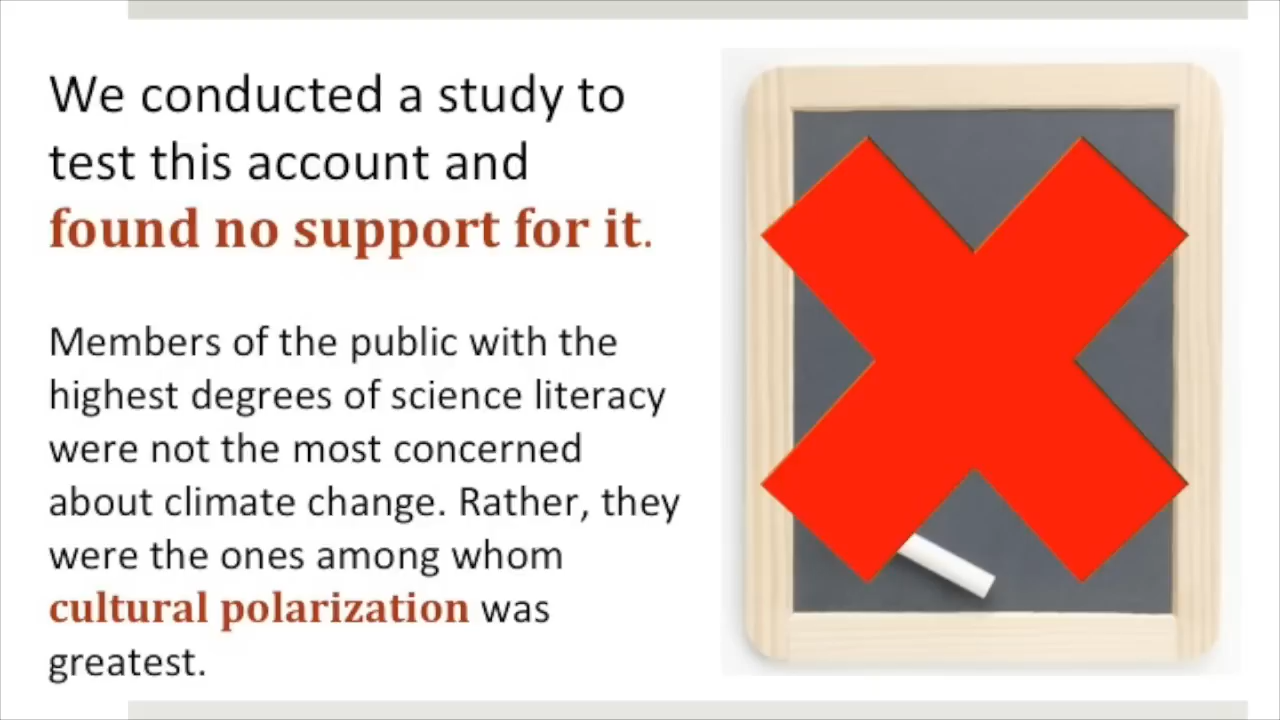 We conducted a study to
test this account and
found no support for it.
Members of the public with the
highest degrees of science literacy
were not the most concerned
about climate change. Rather, they
were the ones among whom
cultural polarization was
greatest.